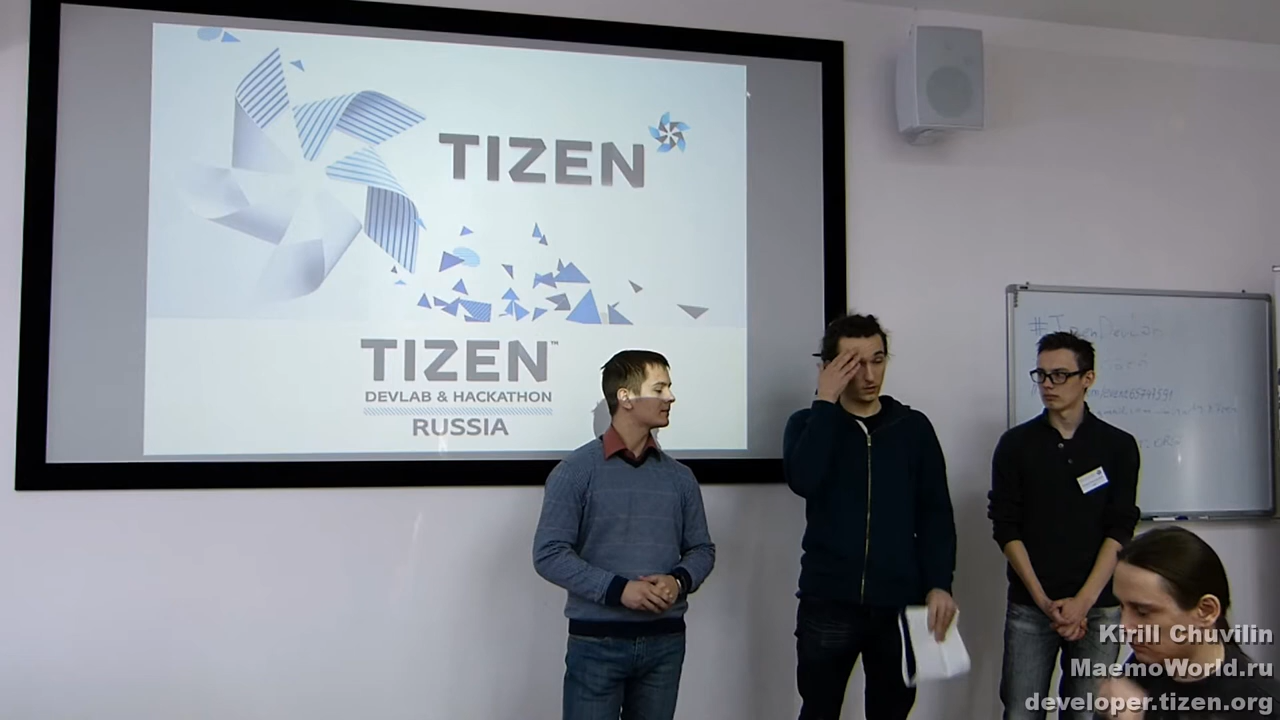 TIZEN
TIZEN™
DEVLAB & HACKATHON
RUSSIA
Kirill Chuvilin
MaemoWorld.ru
developer.tizen.org